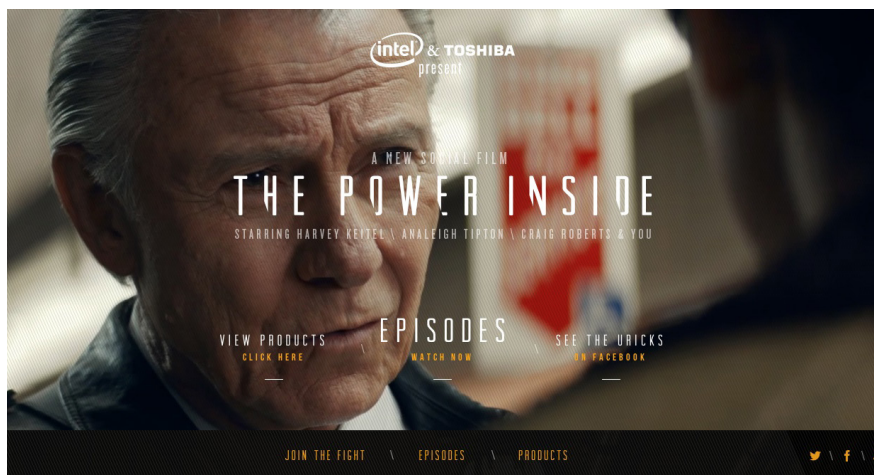 intel & TOSHIBA
present
A NEW SOCIAL FILM
THE POWER INSIDE
STARRING HARVEY KEITEL \ ANALEIGH TIPTON \ CRAIG ROBERTS & YOU
VIEW PRODUCTS \ EPISODES \ SEE THE URICKS
CLICK HERE WATCH NOW ON FACEBOOK
JOIN THE FIGHT \ EPISODES \ PRODUCTS \ f \